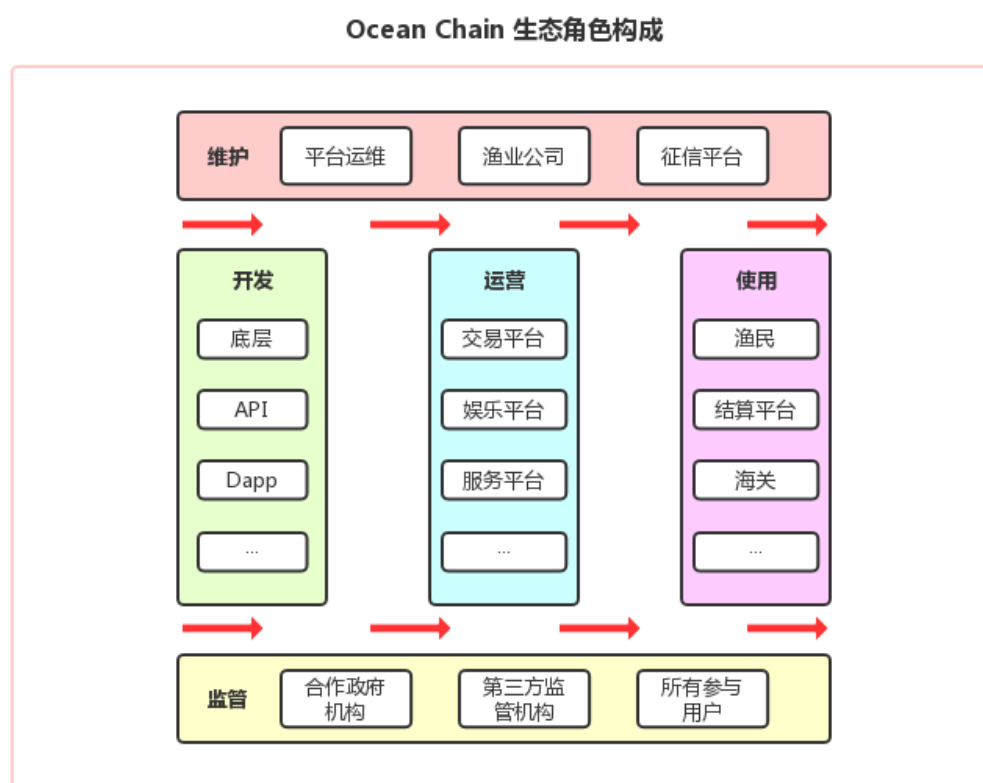 Ocean Chain 生态角色构成
维护
平台运维
渔业公司
征信平台
开发
底层
API
Dapp
...
运营
交易平台
娱乐平台
服务平台
...
使用
渔民
结算平台
海关
...
监管
合作政府
机构
第三方监
管机构
所有参与
用户